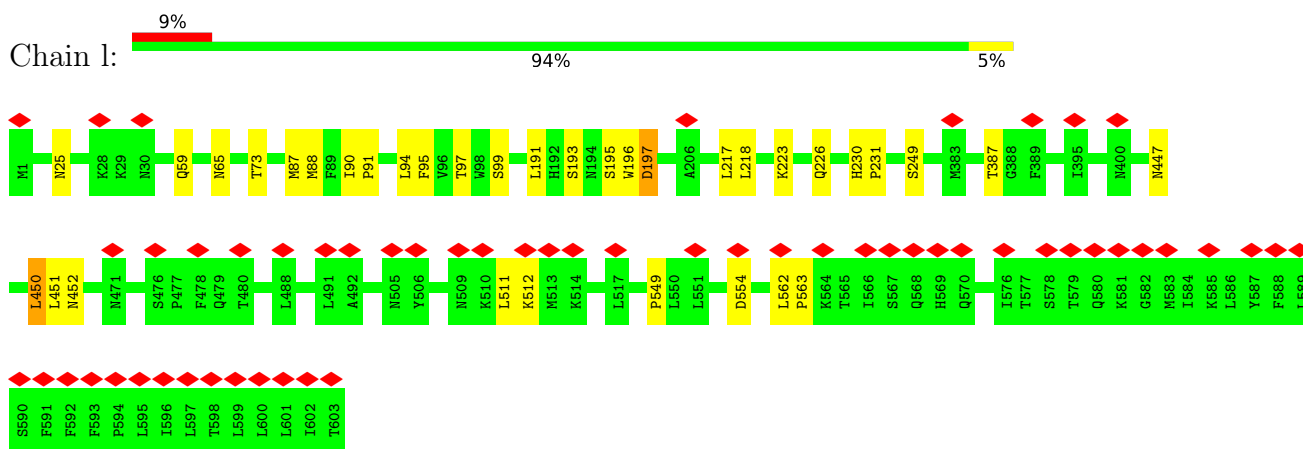 9%
Chain l:
94% 5%
M1 N25 K28 K29 N30 Q59 N65 T73 M87 M88 F89 I90 P91 L94 F95 V96 T97 W98 S99 L191 H192 S193 N194 S195 W196 D197 A206 L217 L218 K223 Q226 H230 P231 S249 M383 T387 G388 F389 I395 N400 N447
L450 L451 N452 N471 S476 P477 F478 Q479 T480 L488 L491 A492 N505 Y506 N509 K510 L511 K512 M513 K514 L517 P549 L550 L551 D554 L562 P563 K564 T565 I566 S567 Q568 H569 Q570 I576 T577 S578 T579 Q580 K581 G582 M583 I584 K585 L586 Y587 F588
S590 F591 F592 F593 P594 L595 I596 L597 T598 L599 L600 L601 I602 T603